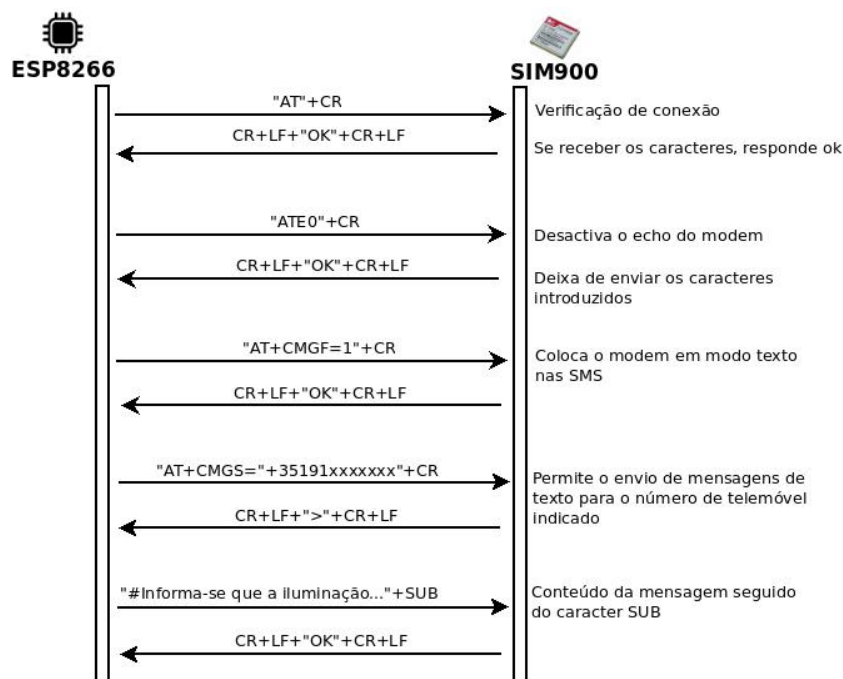 ESP8266
SIM900
"AT"+CR
Verificação de conexão
CR+LF+"OK"+CR+LF
Se receber os caracteres, responde ok
"ATE0"+CR
Desactiva o echo do modem
CR+LF+"OK"+CR+LF
Deixa de enviar os caracteres
introduzidos
"AT+CMGF=1"+CR
Coloca o modem em modo texto
nas SMS
CR+LF+"OK"+CR+LF
"AT+CMGS="+35191xxxxxxx"+CR
Permite o envio de mensagens de
texto para o número de telemóvel
indicado
CR+LF+">"+CR+LF
"#Informa-se que a iluminação..."+SUB
Conteúdo da mensagem seguido
do caracter SUB
CR+LF+"OK"+CR+LF